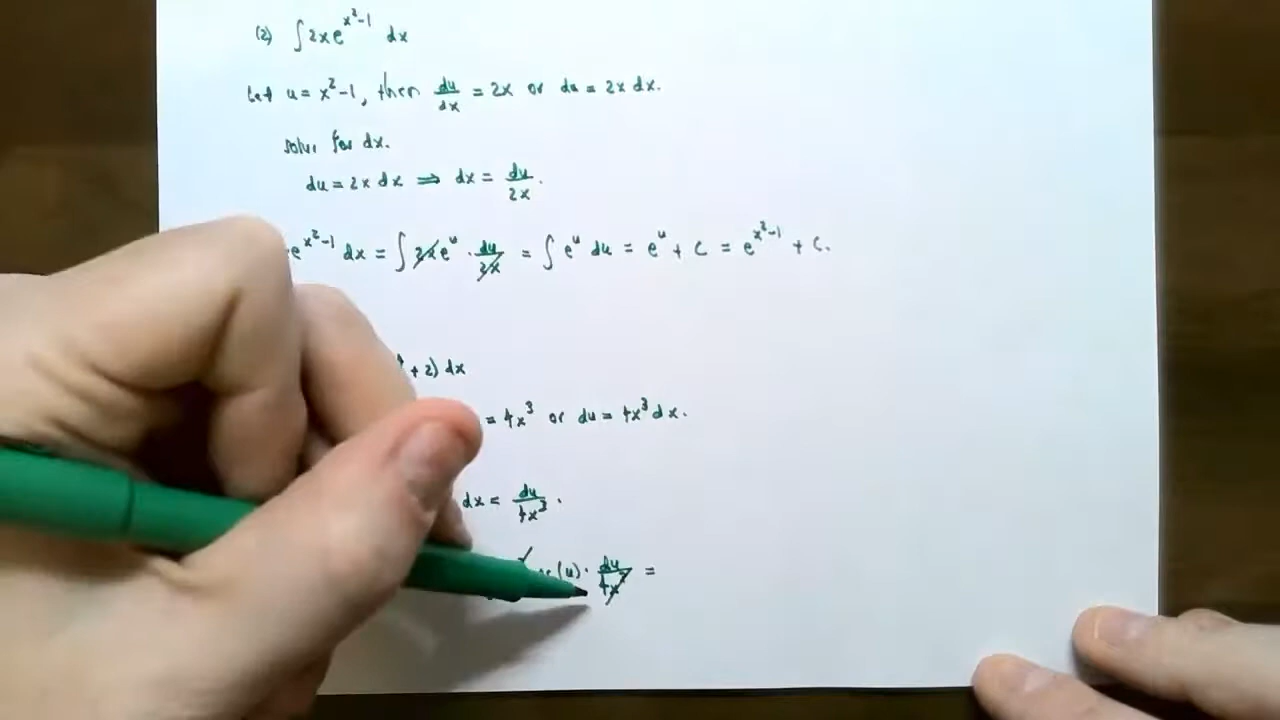 (2) ∫ 2x e^{x²-1} dx
Let u = x²-1, then du/dx = 2x or du = 2x dx.
solve for dx.
du = 2x dx ⇒ dx = du/2x.
e^{x²-1} dx = ∫ 2x e^u · du/2x = ∫ e^u du = e^u + C = e^{x²-1} + C.
+ 2) dx
= 4x³ or du = 4x³ dx.
dx = du/4x³.
(u) · du/4x³ =